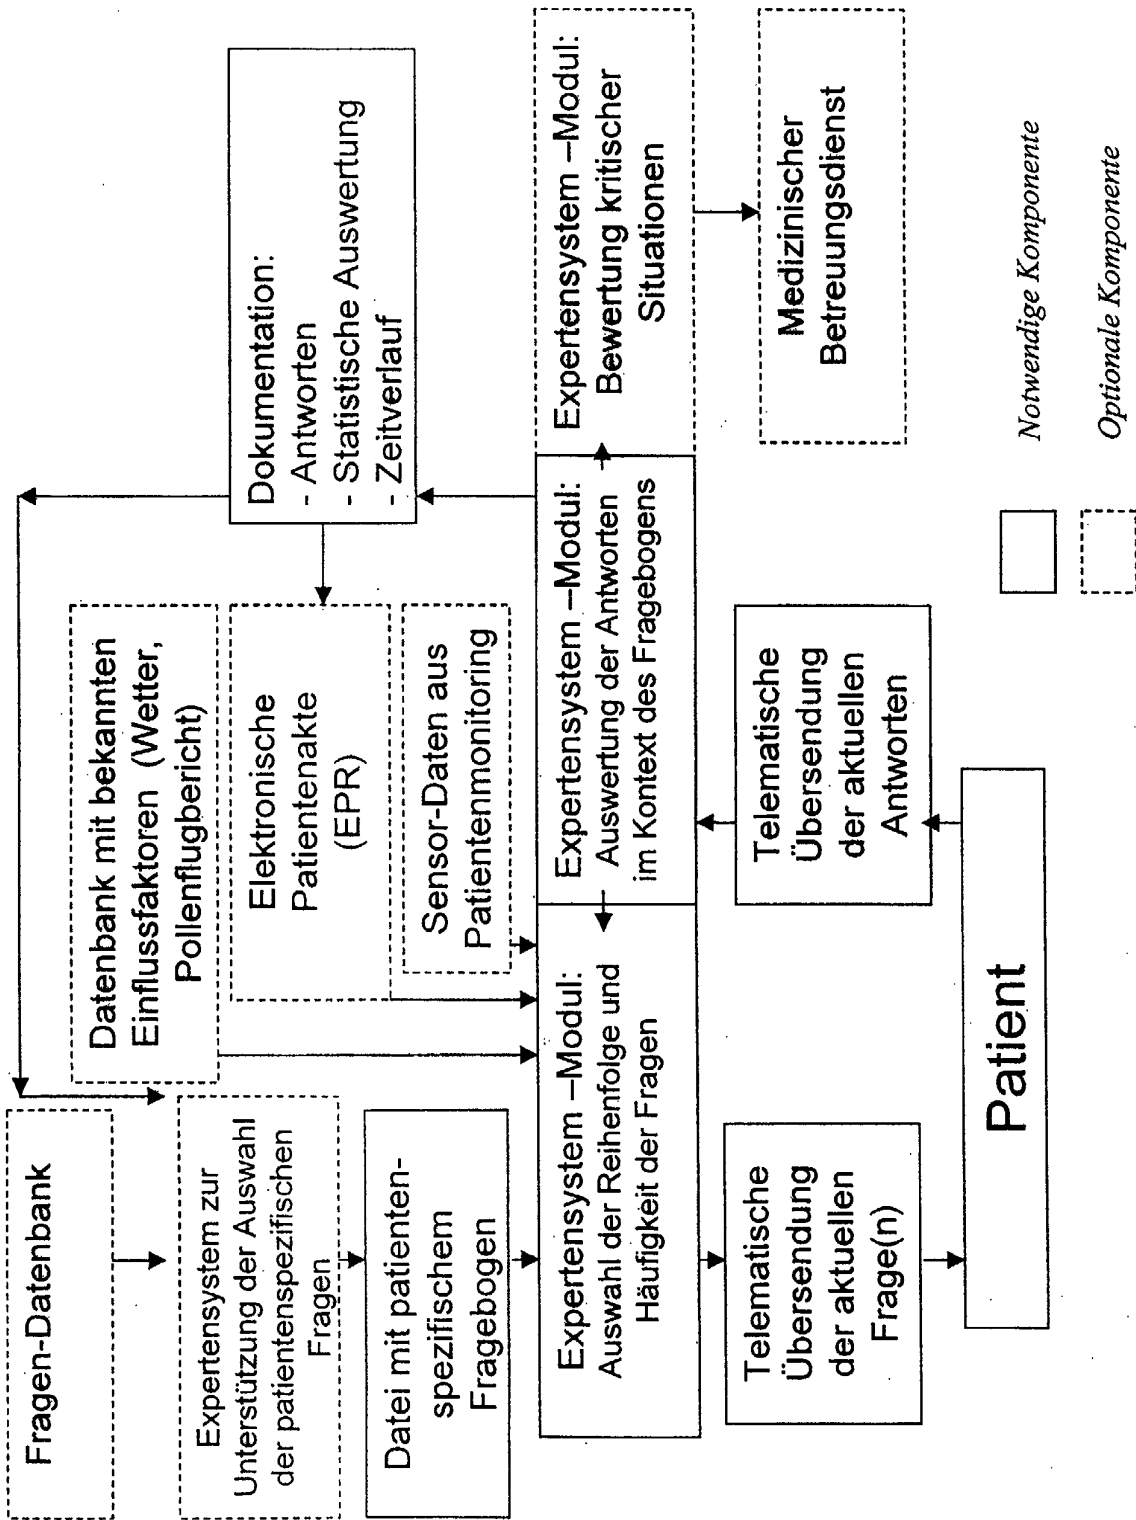 Fragen-Datenbank
Expertensystem zur
Unterstützung der Auswahl
der patientenspezifischen
Fragen
Datei mit patienten-
spezifischem
Fragebogen
Expertensystem –Modul:
Auswahl der Reihenfolge und
Häufigkeit der Fragen
Telematische
Übersendung
der aktuellen
Frage(n)
Datenbank mit bekannten
Einflussfaktoren (Wetter,
Pollenflugbericht)
Elektronische
Patientenakte
(EPR)
Sensor-Daten aus
Patientenmonitoring
Expertensystem –Modul:
Auswertung der Antworten
im Kontext des Fragebogens
Telematische
Übersendung
der aktuellen
Antworten
Patient
Dokumentation:
- Antworten
- Statistische Auswertung
- Zeitverlauf
Expertensystem –Modul:
Bewertung kritischer
Situationen
Medizinischer
Betreuungsdienst
Notwendige Komponente
Optionale Komponente